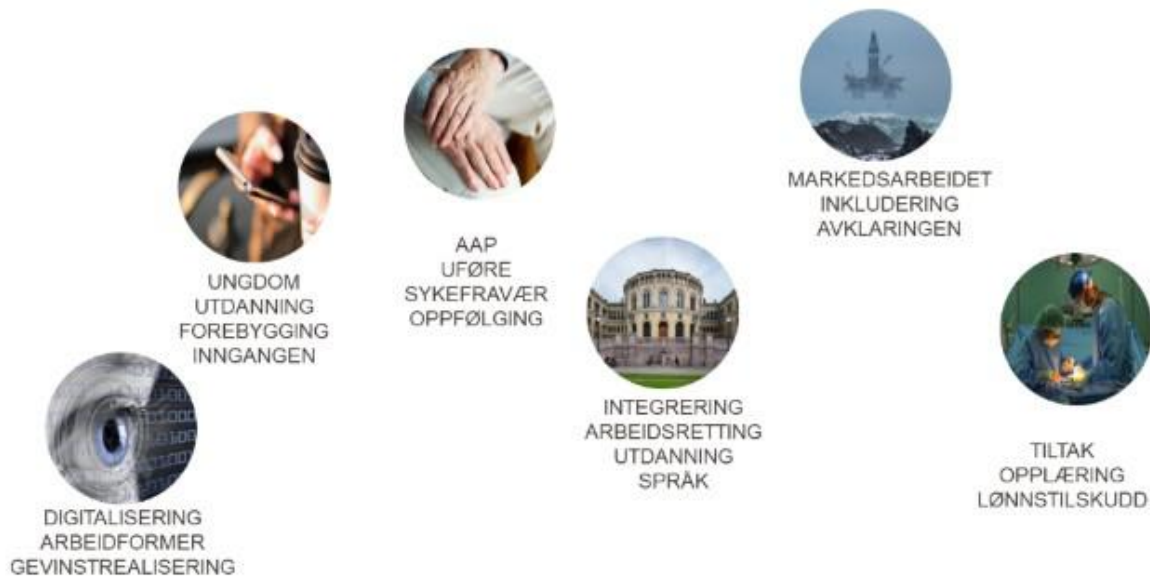 MARKEDSARBEIDET
INKLUDERING
AVKLARINGEN
AAP
UFØRE
SYKEFRAVÆR
OPPFØLGING
UNGDOM
UTDANNING
FOREBYGGING
INNGANGEN
INTEGRERING
ARBEIDSRETTING
UTDANNING
SPRÅK
TILTAK
OPPLÆRING
LØNNSTILSKUDD
DIGITALISERING
ARBEIDFORMER
GEVINSTREALISERING